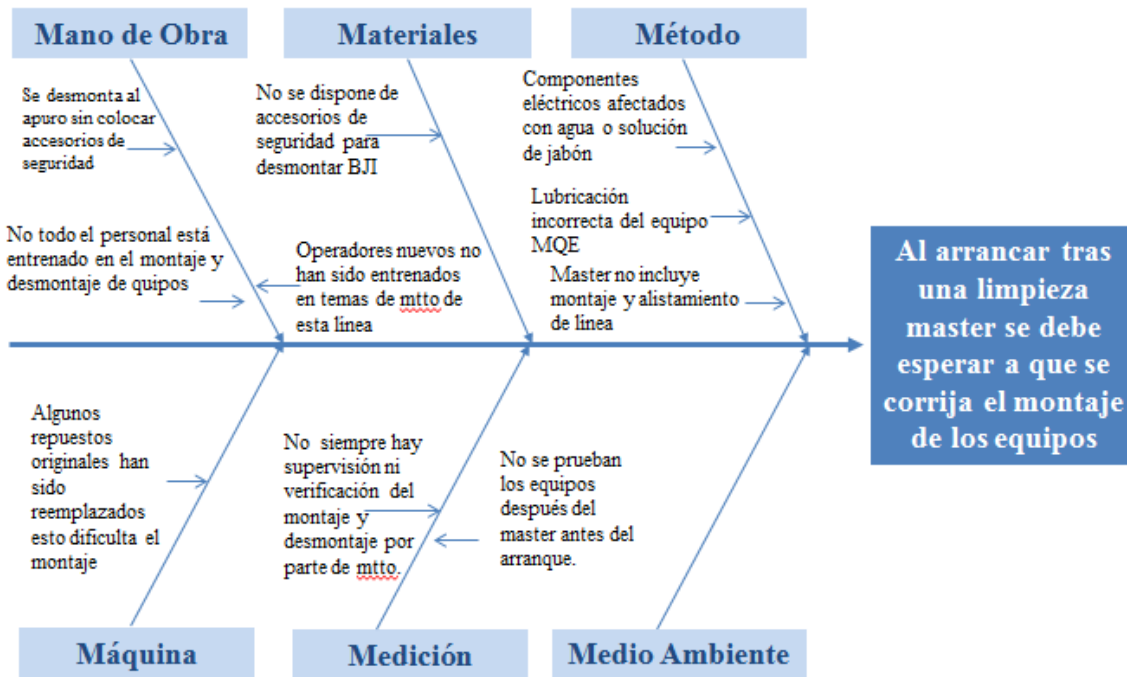 Mano de Obra
Materiales
Método
Se desmonta al
apuro sin colocar
accesorios de
seguridad
No se dispone de
accesorios de
seguridad para
desmontar BJI
Componentes
eléctricos afectados
con agua o solución
de jabón
No todo el personal está
entrenado en el montaje y
desmontaje de quipos
Operadores nuevos no
han sido entrenados
en temas de mtto de
esta línea
Lubricación
incorrecta del equipo
MQE
Master no incluye
montaje y alistamiento
de línea
Al arrancar tras
una limpieza
master se debe
esperar a que se
corrija el montaje
de los equipos
Algunos
repuestos
originales han
sido
reemplazados
esto dificulta el
montaje
No siempre hay
supervisión ni
verificación del
montaje y
desmontaje por
parte de mtto.
No se prueban
los equipos
después del
master antes del
arranque.
Máquina
Medición
Medio Ambiente